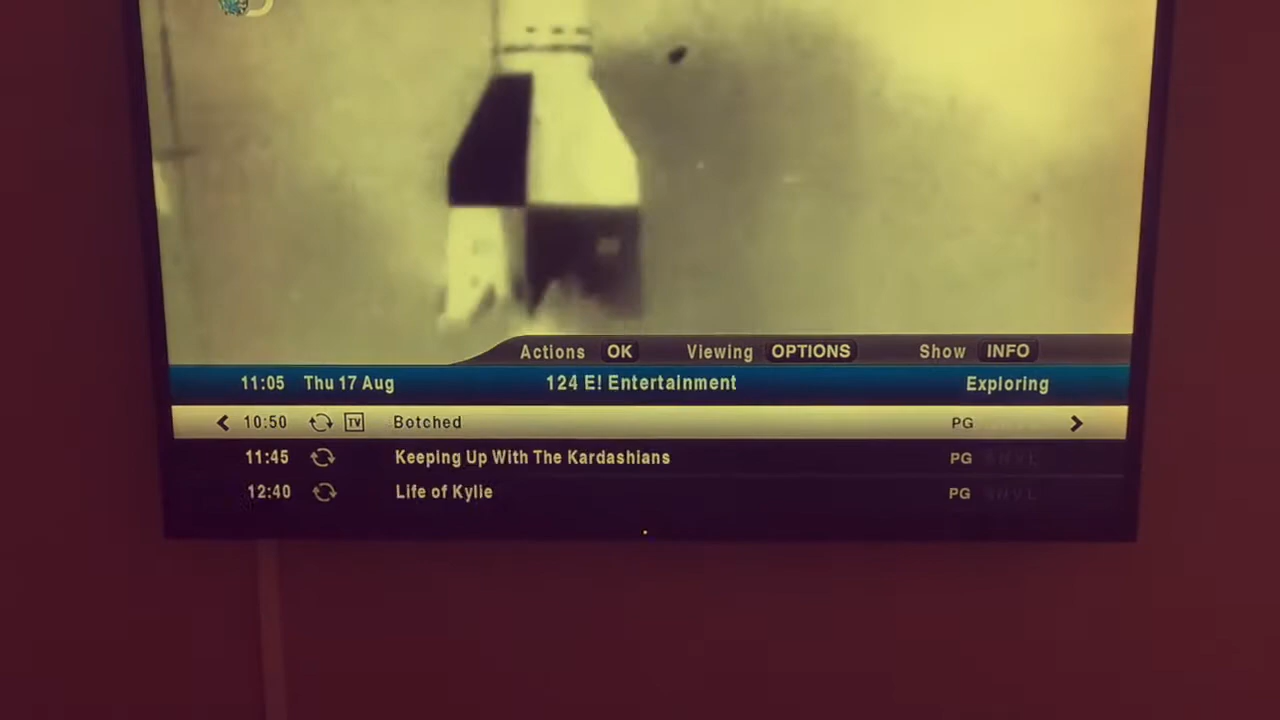 Actions OK Viewing OPTIONS Show INFO
11:05 Thu 17 Aug 124 E! Entertainment Exploring
10:50 TV Botched PG
11:45 Keeping Up With The Kardashians PG
12:40 Life of Kylie PG